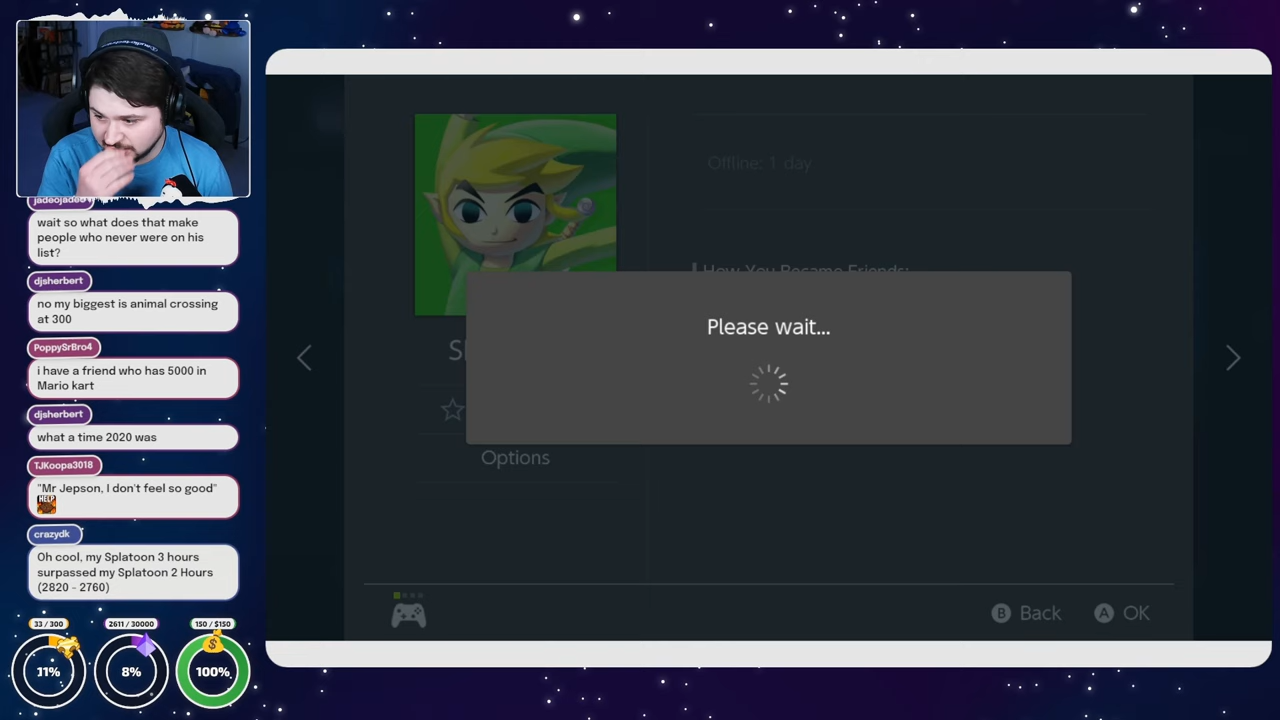 jadeojade5
wait so what does that make
people who never were on his
list?
djsherbert
no my biggest is animal crossing
at 300
PoppySrBro4
i have a friend who has 5000 in
Mario kart
djsherbert
what a time 2020 was
TJKoopa3018
"Mr Jepson, I don't feel so good"
HELP
crazydk
Oh cool, my Splatoon 3 hours
surpassed my Splatoon 2 Hours
(2820 - 2760)
33 / 300
2611 / 30000
150 / $150
11%
8%
100%
Offline: 1 day
How You Became Friends:
Please wait...
Options
B Back
A OK